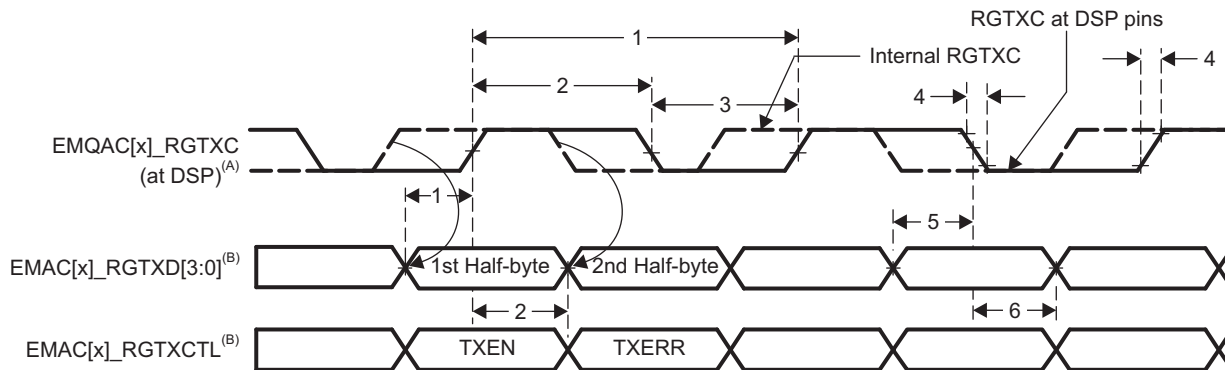 RGTXC at DSP pins
1
Internal RGTXC
4
2
4
3
EMQAC[x]_RGTXC
(at DSP)(A)
1
5
EMAC[x]_RGTXD[3:0](B)
1st Half-byte
2nd Half-byte
2
6
EMAC[x]_RGTXCTL(B)
TXEN
TXERR